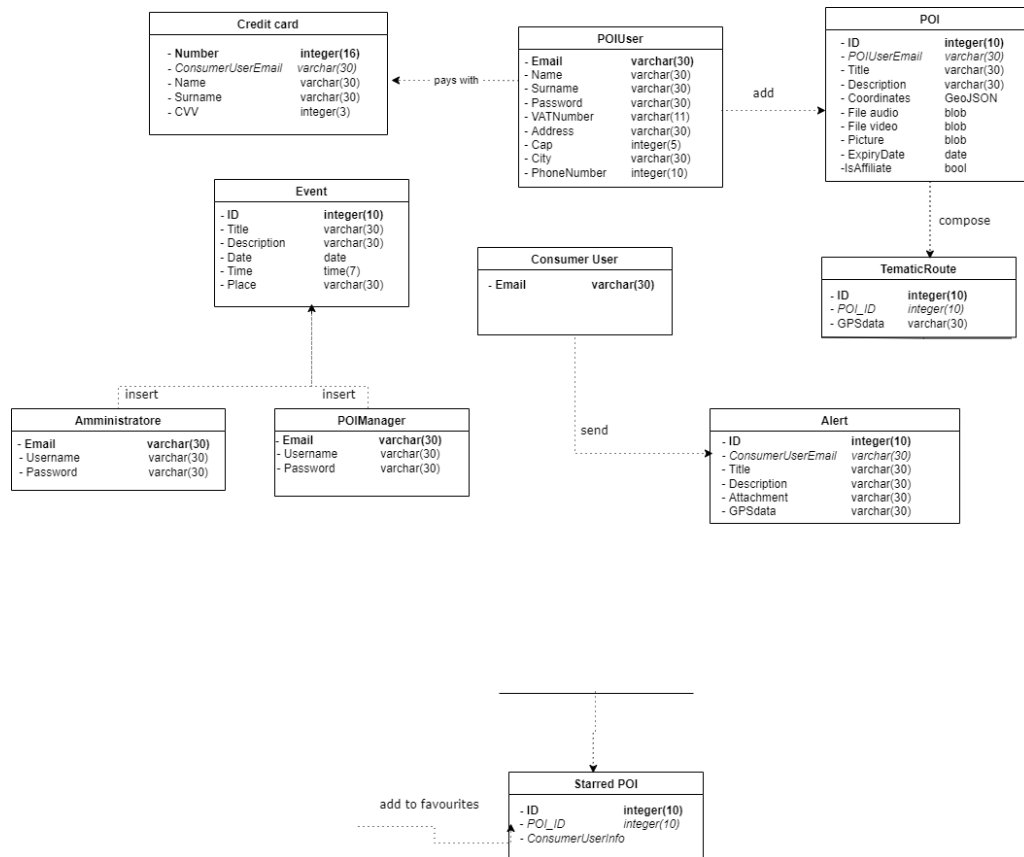 Credit card
- Number integer(16)
- ConsumerUserEmail varchar(30)
- Name varchar(30)
- Surname varchar(30)
- CVV integer(3)
pays with
POIUser
- Email varchar(30)
- Name varchar(30)
- Surname varchar(30)
- Password varchar(30)
- VATNumber varchar(11)
- Address varchar(30)
- Cap integer(5)
- City varchar(30)
- PhoneNumber integer(10)
add
POI
- ID integer(10)
- POIUserEmail varchar(30)
- Title varchar(30)
- Description varchar(30)
- Coordinates GeoJSON
- File audio blob
- File video blob
- Picture blob
- ExpiryDate date
-IsAffiliate bool
compose
Event
- ID integer(10)
- Title varchar(30)
- Description varchar(30)
- Date date
- Time time(7)
- Place varchar(30)
Consumer User
- Email varchar(30)
TematicRoute
- ID integer(10)
- POI_ID integer(10)
- GPSdata varchar(30)
insert
insert
Amministratore
- Email varchar(30)
- Username varchar(30)
- Password varchar(30)
POIManager
- Email varchar(30)
- Username varchar(30)
- Password varchar(30)
send
Alert
- ID integer(10)
- ConsumerUserEmail varchar(30)
- Title varchar(30)
- Description varchar(30)
- Attachment varchar(30)
- GPSdata varchar(30)
add to favourites
Starred POI
- ID integer(10)
- POI_ID integer(10)
- ConsumerUserInfo